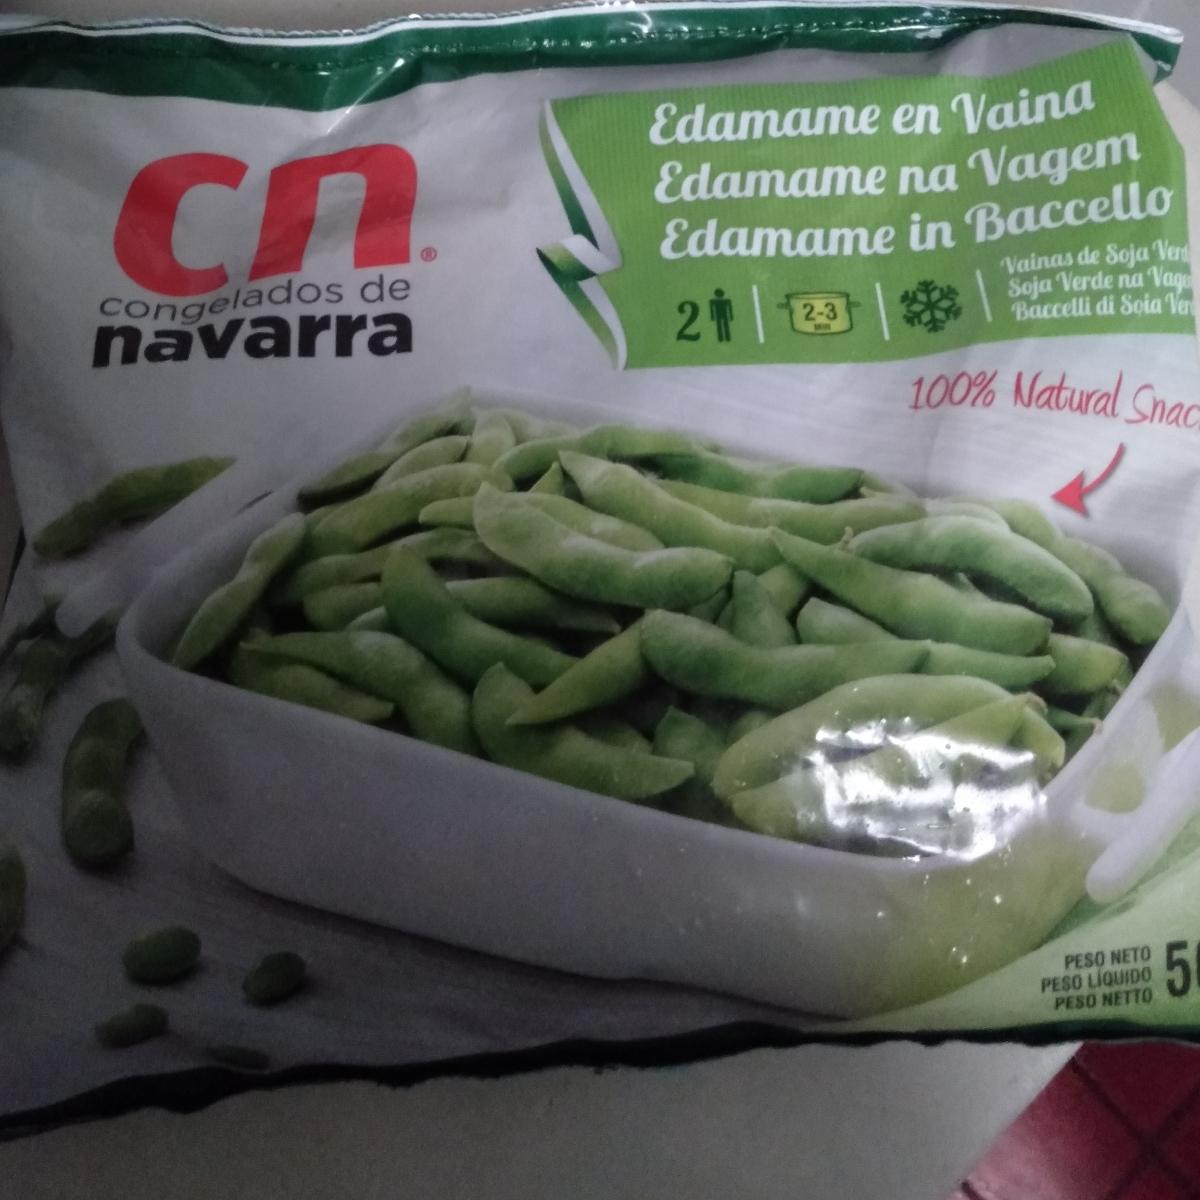 cn®
congelados de
navarra
Edamame en Vaina
Edamame na Vagem
Edamame in Baccello
2
2-3
MIN
Vainas de Soja
Soja Verde na
Baccelli di Soia
100% Natural
PESO NETO
PESO LÍQUIDO
PESO NETTO